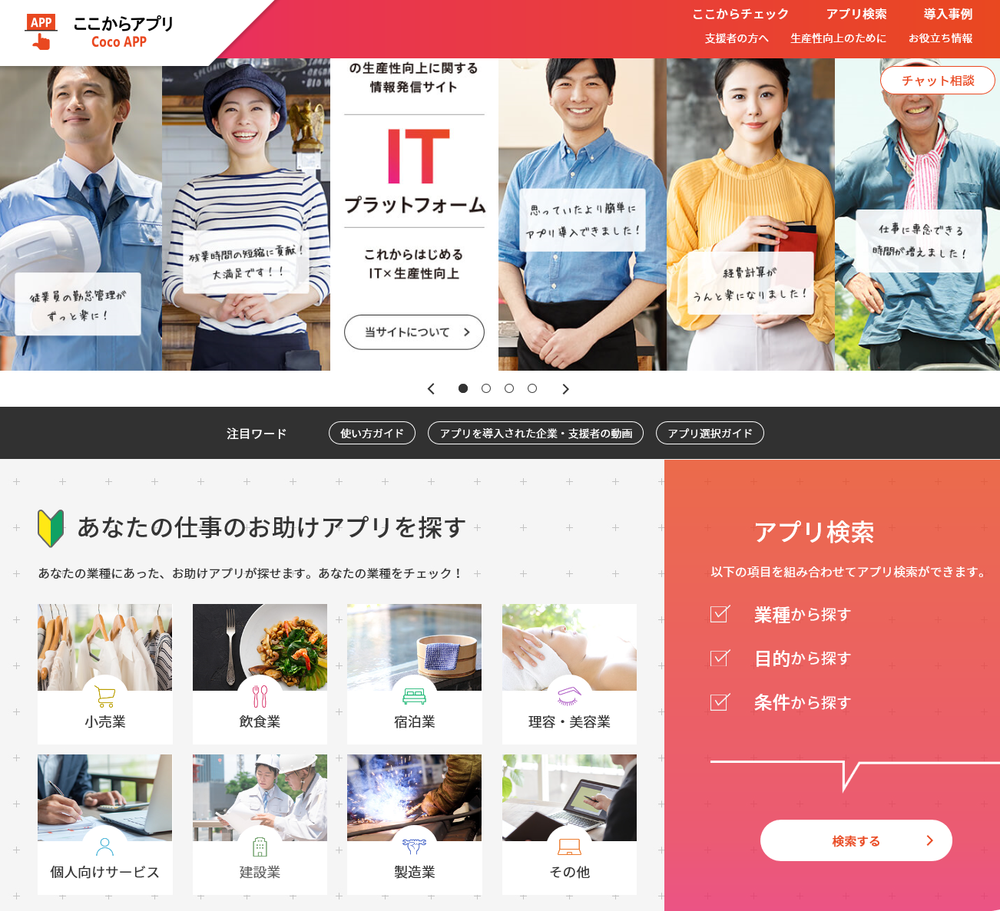 APP
ここからアプリ
Coco APP
ここからチェック
アプリ検索
導入事例
支援者の方へ
生産性向上のために
お役立ち情報
チャット相談
の生産性向上に関する
情報発信サイト
IT
プラットフォーム
これからはじめる
IT×生産性向上
当サイトについて
従業員の勤怠管理が
ずっと楽に！
残業時間の短縮に貢献！
大満足です！！
思っていたより簡単に
アプリ導入できました！
経費計算が
うんと楽になりました！
仕事に専念できる
時間が増えました！
注目ワード
使い方ガイド
アプリを導入された企業・支援者の動画
アプリ選択ガイド
あなたの仕事のお助けアプリを探す
あなたの業種にあった、お助けアプリが探せます。あなたの業種をチェック！
小売業
飲食業
宿泊業
理容・美容業
個人向けサービス
建設業
製造業
その他
アプリ検索
以下の項目を組み合わせてアプリ検索ができます。
業種から探す
目的から探す
条件から探す
検索する